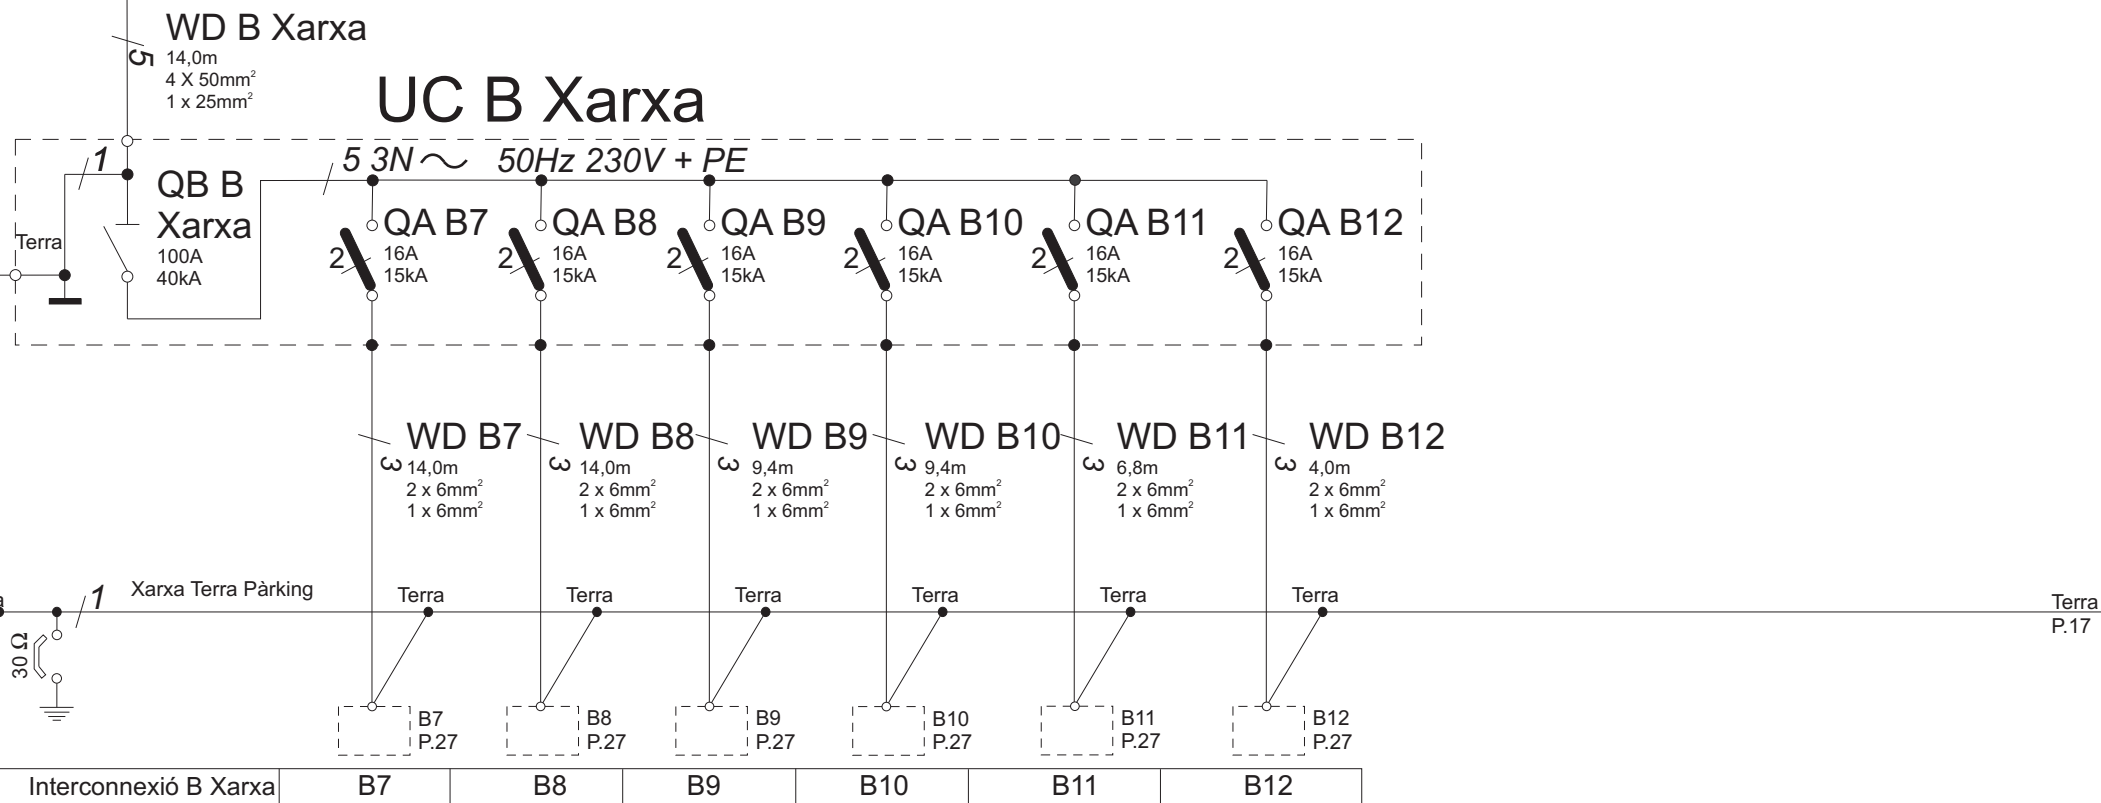 WD B Xarxa
14,0m
4 X 50mm²
1 x 25mm²
5
UC B Xarxa
1
5 3N ～ 50Hz 230V + PE
QB B
Xarxa
100A
40kA
Terra
QA B7
16A
15kA
2
QA B8
16A
15kA
2
QA B9
16A
15kA
2
QA B10
16A
15kA
2
QA B11
16A
15kA
2
QA B12
16A
15kA
2
WD B7
14,0m
2 x 6mm²
1 x 6mm²
3
WD B8
14,0m
2 x 6mm²
1 x 6mm²
3
WD B9
9,4m
2 x 6mm²
1 x 6mm²
3
WD B10
9,4m
2 x 6mm²
1 x 6mm²
3
WD B11
6,8m
2 x 6mm²
1 x 6mm²
3
WD B12
4,0m
2 x 6mm²
1 x 6mm²
3
a
1
Xarxa Terra Pàrking
Terra
Terra
Terra
Terra
Terra
Terra
Terra
P.17
30 Ω
B7
P.27
B8
P.27
B9
P.27
B10
P.27
B11
P.27
B12
P.27
Interconnexió B Xarxa B7 B8 B9 B10 B11 B12